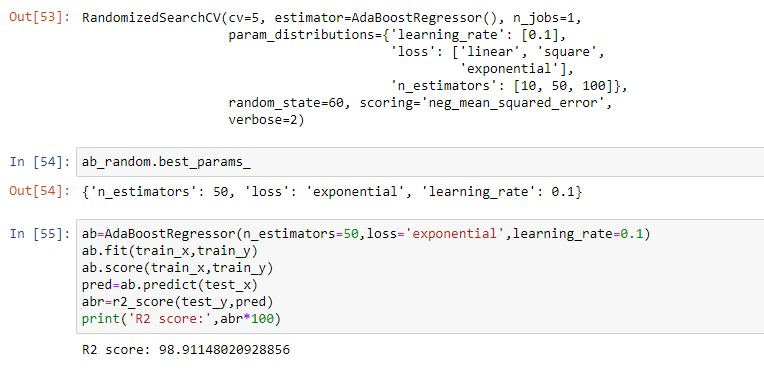 Out[53]: RandomizedSearchCV(cv=5, estimator=AdaBoostRegressor(), n_jobs=1,
                   param_distributions={'learning_rate': [0.1],
                                        'loss': ['linear', 'square',
                                                 'exponential'],
                                        'n_estimators': [10, 50, 100]},
                   random_state=60, scoring='neg_mean_squared_error',
                   verbose=2)
In [54]: ab_random.best_params_
Out[54]: {'n_estimators': 50, 'loss': 'exponential', 'learning_rate': 0.1}
In [55]: ab=AdaBoostRegressor(n_estimators=50,loss='exponential',learning_rate=0.1)
ab.fit(train_x,train_y)
ab.score(train_x,train_y)
pred=ab.predict(test_x)
abr=r2_score(test_y,pred)
print('R2 score:',abr*100)
R2 score: 98.91148020928856